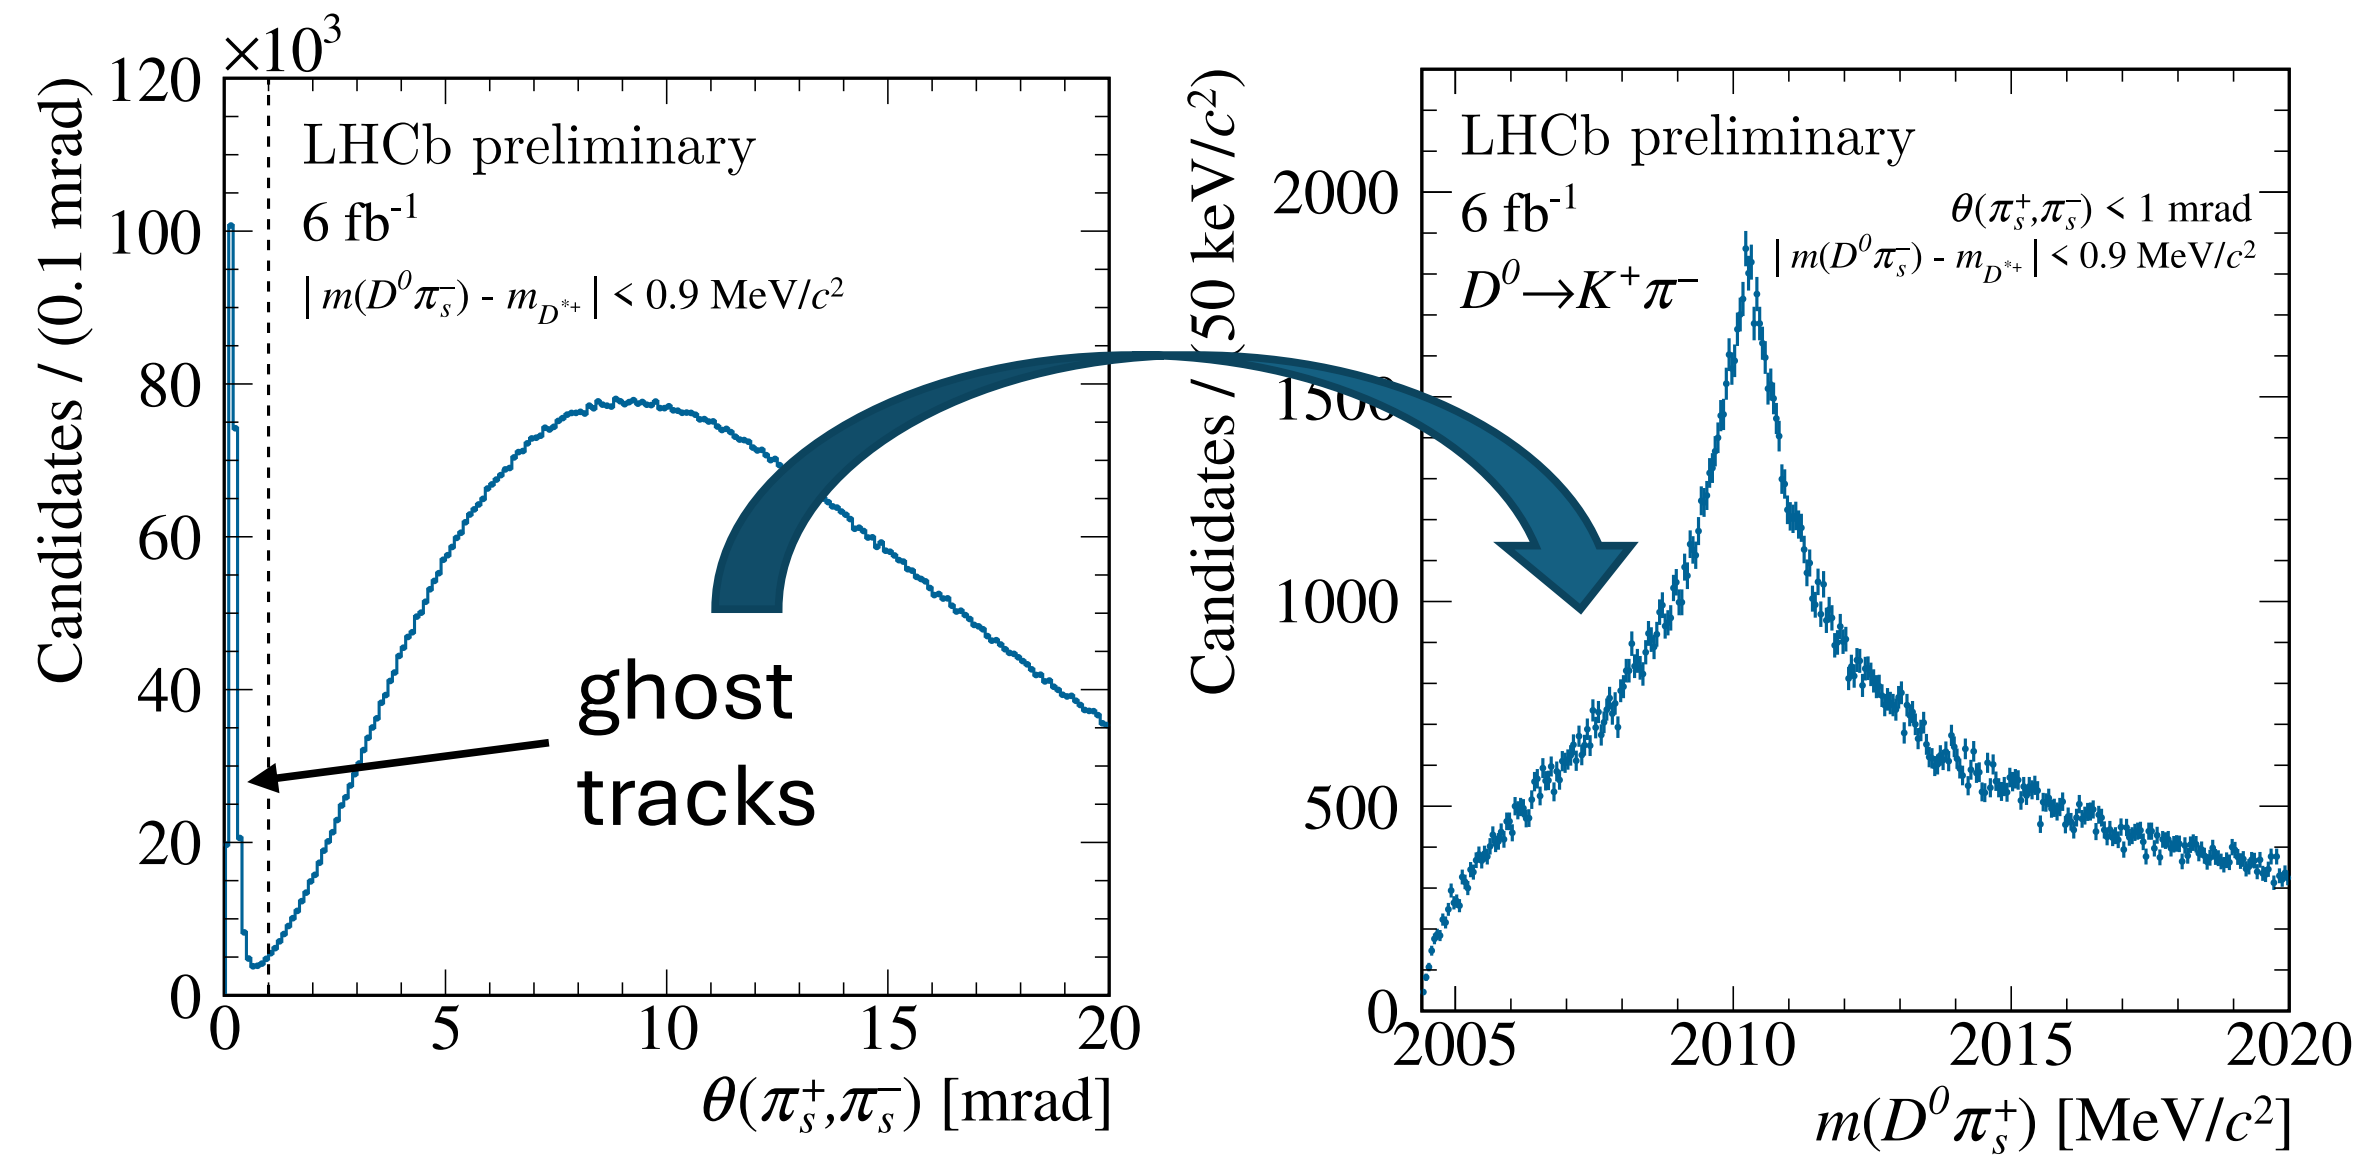 ×10³
Candidates / (0.1 mrad)
120
100
80
60
40
20
0
LHCb preliminary
6 fb⁻¹
| m(D⁰π⁻ₛ) - m_{D*⁺} | < 0.9 MeV/c²
ghost
tracks
0 5 10 15 20
θ(π⁺ₛ,π⁻ₛ) [mrad]
Candidates / (50 keV/c²)
2000
1500
1000
500
0
LHCb preliminary
6 fb⁻¹
D⁰→K⁺π⁻
θ(π⁺ₛ,π⁻ₛ) < 1 mrad
| m(D⁰π⁻ₛ) - m_{D*⁺} | < 0.9 MeV/c²
2005 2010 2015 2020
m(D⁰π⁺ₛ) [MeV/c²]